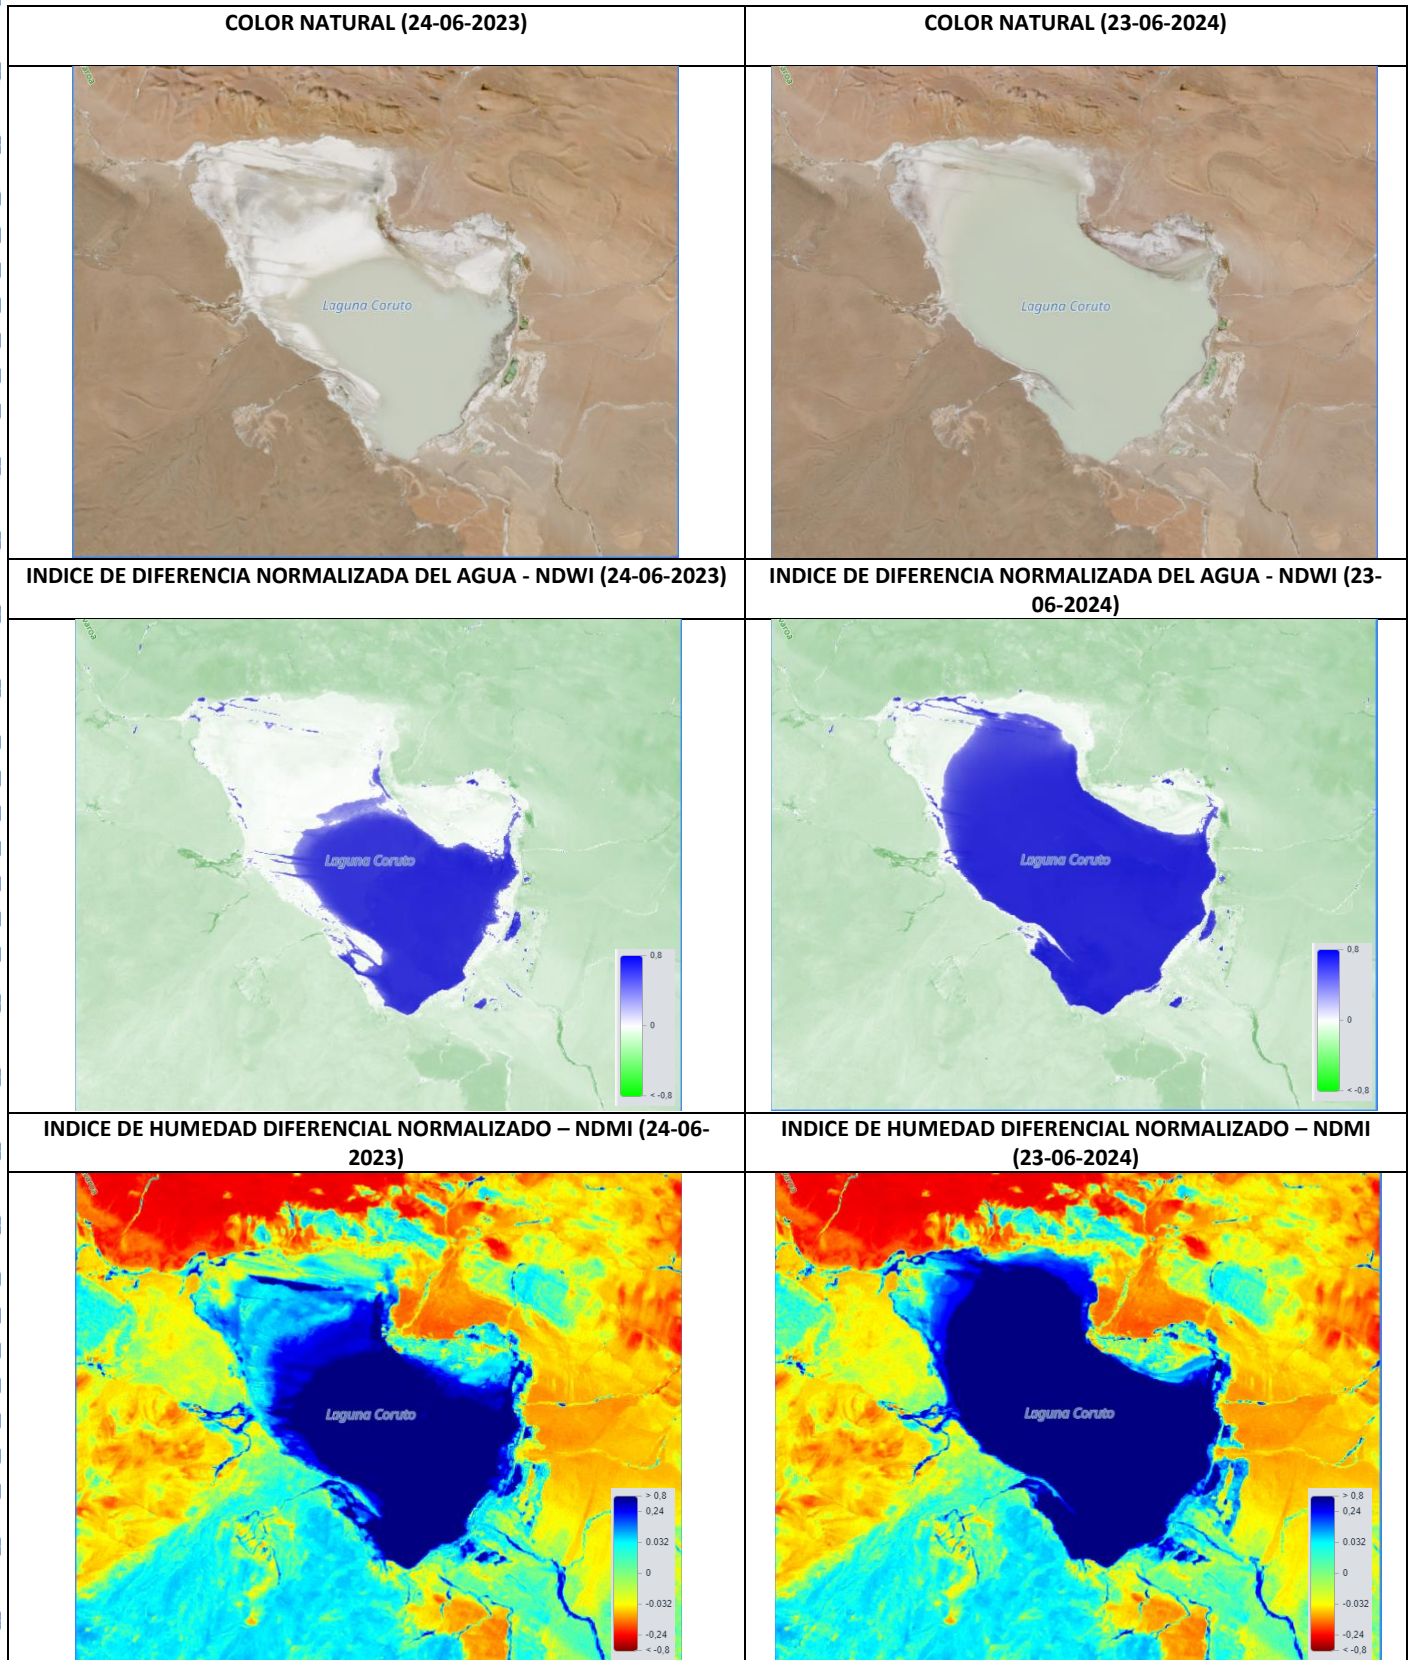 COLOR NATURAL (24-06-2023)
COLOR NATURAL (23-06-2024)
Laguna Coruto
Laguna Coruto
INDICE DE DIFERENCIA NORMALIZADA DEL AGUA - NDWI (24-06-2023)
INDICE DE DIFERENCIA NORMALIZADA DEL AGUA - NDWI (23-
06-2024)
Laguna Coruto
0,8
0
< -0,8
Laguna Coruto
0,8
0
< -0,8
INDICE DE HUMEDAD DIFERENCIAL NORMALIZADO – NDMI (24-06-
2023)
INDICE DE HUMEDAD DIFERENCIAL NORMALIZADO – NDMI
(23-06-2024)
Laguna Coruto
> 0,8
0,24
0.032
0
-0.032
-0,24
< -0,8
Laguna Coruto
> 0,8
0,24
0.032
0
-0.032
-0,24
< -0,8